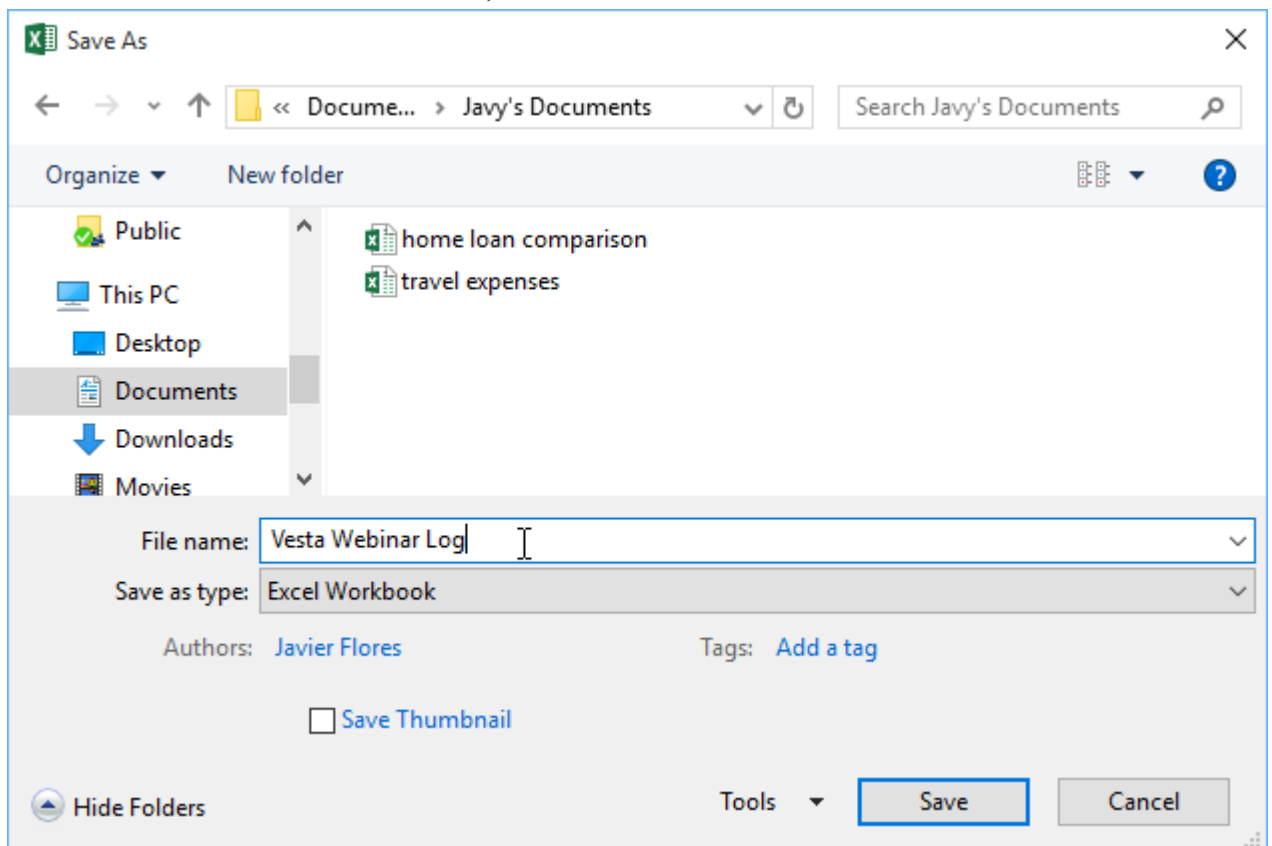 Save As
« Docume... › Javy's Documents
Search Javy's Documents
Organize
New folder
?
Public
This PC
Desktop
Documents
Downloads
Movies
home loan comparison
travel expenses
File name: Vesta Webinar Log
Save as type: Excel Workbook
Authors: Javier Flores
Tags: Add a tag
Save Thumbnail
Hide Folders
Tools
Save
Cancel